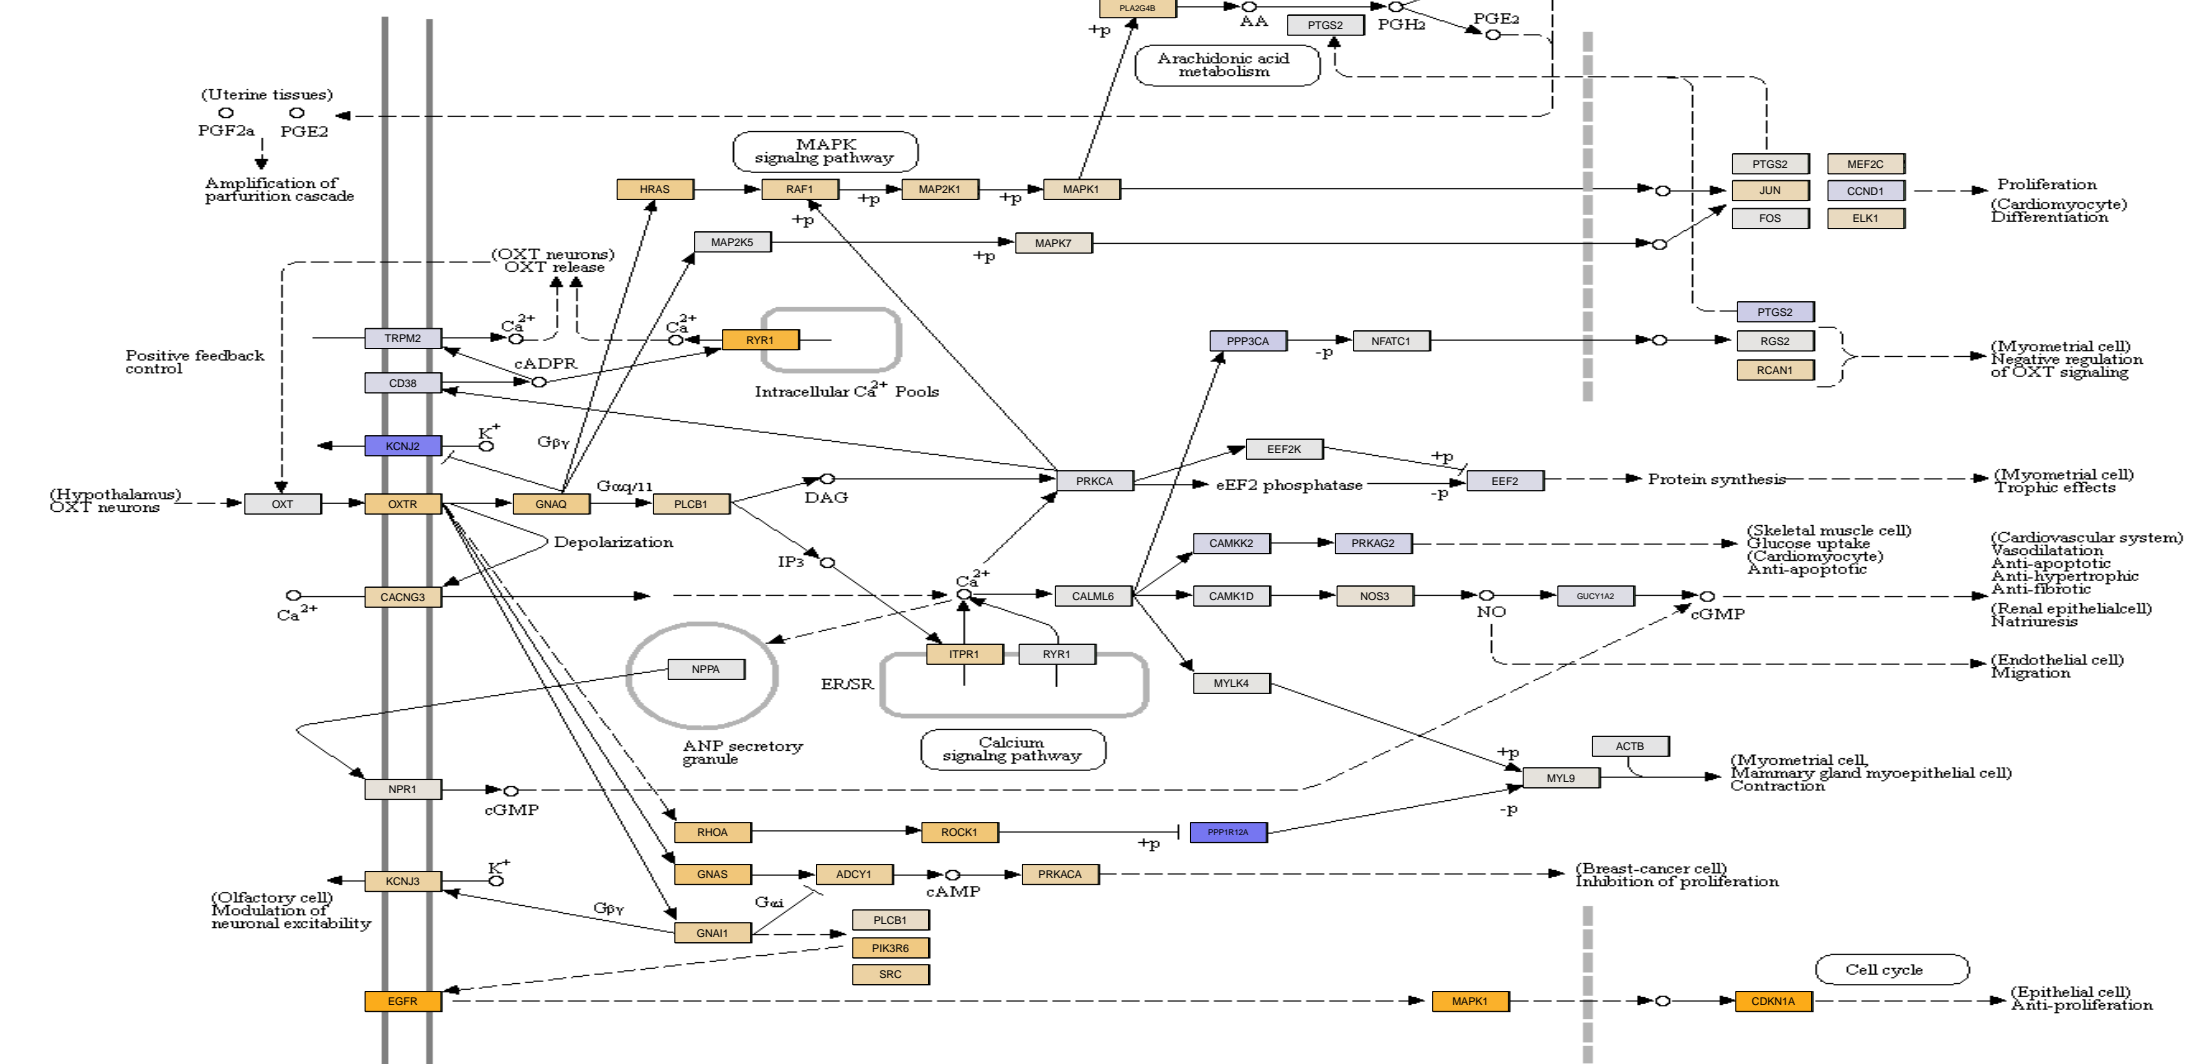 PLA2G4B
+p
AA
PTGS2
PGH2
PGE2
Arachidonic acid
metabolism
(Uterine tissues)
PGF2a
PGE2
Amplification of
parturition cascade
MAPK
signalng pathway
HRAS
RAF1
+p
MAP2K1
+p
MAPK1
+p
PTGS2
MEF2C
JUN
CCND1
FOS
ELK1
Proliferation
(Cardiomyocyte)
Differentiation
MAP2K5
+p
MAPK7
(OXT neurons)
OXT release
Positive feedback
control
TRPM2
Ca2+
Ca2+
RYR1
cADPR
CD38
Intracellular Ca2+ Pools
PPP3CA
-p
NFATC1
PTGS2
RGS2
RCAN1
(Myometrial cell)
Negative regulation
of OXT signaling
KCNJ2
K+
Gβγ
(Hypothalamus)
OXT neurons
OXT
OXTR
GNAQ
Gαq/11
PLCB1
DAG
PRKCA
EEF2K
+p
eEF2 phosphatase
-p
EEF2
Protein synthesis
(Myometrial cell)
Trophic effects
Depolarization
IP3
CACNG3
Ca2+
Ca2+
CALML6
CAMKK2
PRKAG2
(Skeletal muscle cell)
Glucose uptake
(Cardiomyocyte)
Anti-apoptotic
CAMK1D
NOS3
NO
GUCY1A2
cGMP
(Cardiovascular system)
Vasodilatation
Anti-apoptotic
Anti-hypertrophic
Anti-fibrotic
(Renal epithelialcell)
Natriuresis
(Endothelial cell)
Migration
NPPA
ANP secretory
granule
ER/SR
ITPR1
RYR1
Calcium
signalng pathway
MYLK4
+p
-p
MYL9
ACTB
(Myometrial cell,
Mammary gland myoepithelial cell)
Contraction
NPR1
cGMP
RHOA
ROCK1
+p
PPP1R12A
KCNJ3
K+
(Olfactory cell)
Modulation of
neuronal excitability
Gβγ
GNAS
ADCY1
cAMP
PRKACA
(Breast-cancer cell)
Inhibition of proliferation
Gαi
GNAI1
PLCB1
PIK3R6
SRC
EGFR
MAPK1
CDKN1A
Cell cycle
(Epithelial cell)
Anti-proliferation